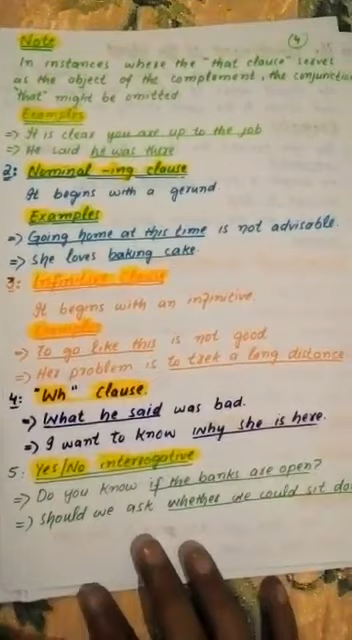 Note
4
In instances where the "that clause" serves
as the object of the complement, the conjunction
"that" might be omitted
Examples
=> It is clear you are up to the job
=> He said he was there
2: Nominal -ing clause
It begins with a gerund.
Examples
=> Going home at this time is not advisable.
=> She loves baking cake.
3: Infinitive Clause
It begins with an infinitive.
Examples
=> To go like this is not good
=> Her problem is to trek a long distance
4: "Wh" Clause.
=> What he said was bad.
=> I want to know why she is here.
5: Yes/No interrogative
=> Do you know if the banks are open?
=> Should we ask whether we could sit do